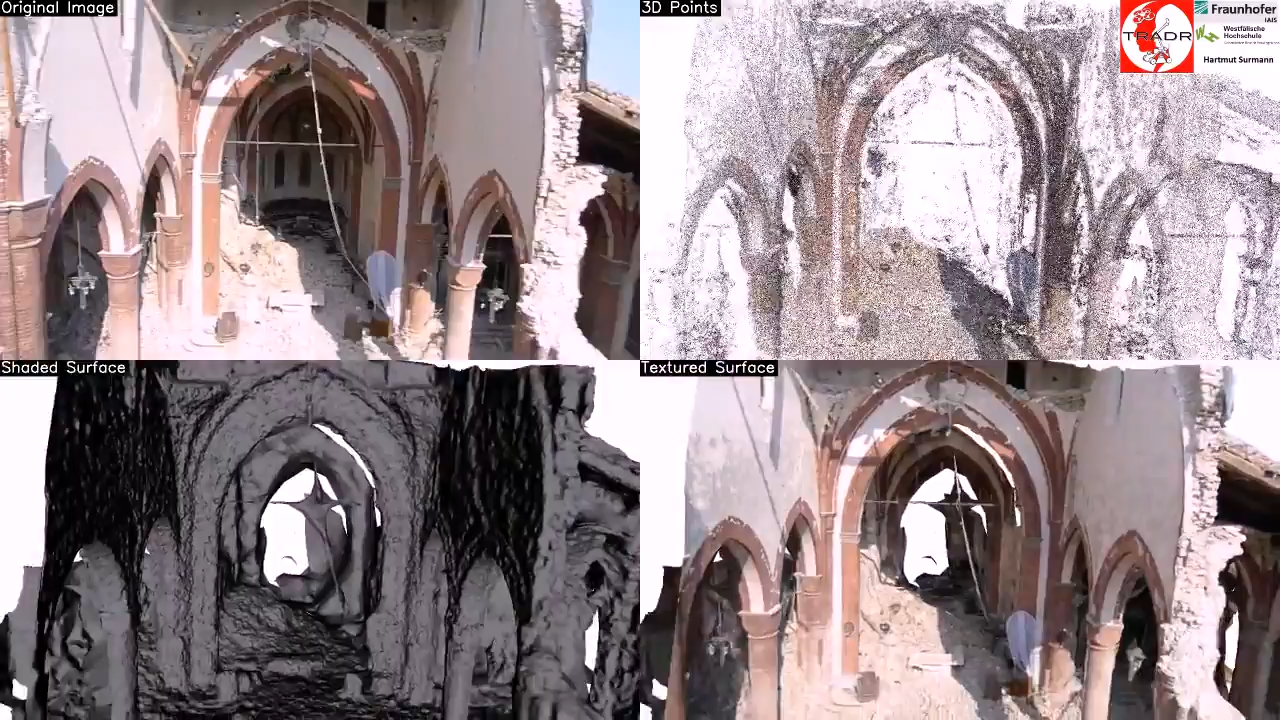 Original Image
3D Points
TRADR
Fraunhofer
IAIS
Westfälische
Hochschule
Hartmut Surmann
Shaded Surface
Textured Surface